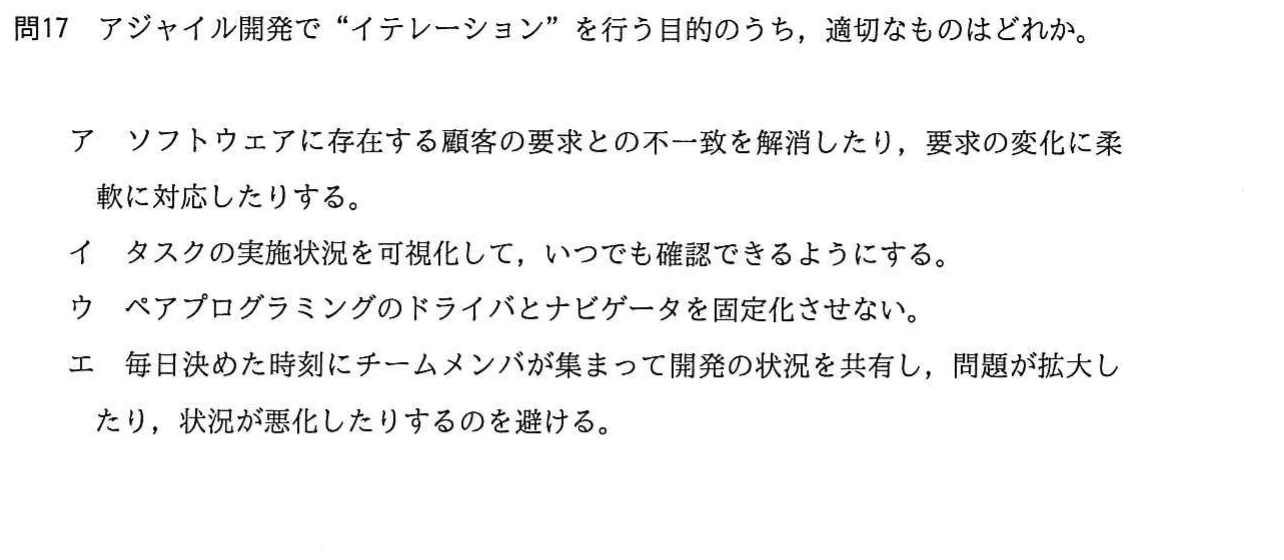 問17 アジャイル開発で“イテレーション”を行う目的のうち，適切なものはどれか。
ア ソフトウェアに存在する顧客の要求との不一致を解消したり，要求の変化に柔
軟に対応したりする。
イ タスクの実施状況を可視化して，いつでも確認できるようにする。
ウ ペアプログラミングのドライバとナビゲータを固定化させない。
エ 毎日決めた時刻にチームメンバが集まって開発の状況を共有し，問題が拡大し
たり，状況が悪化したりするのを避ける。